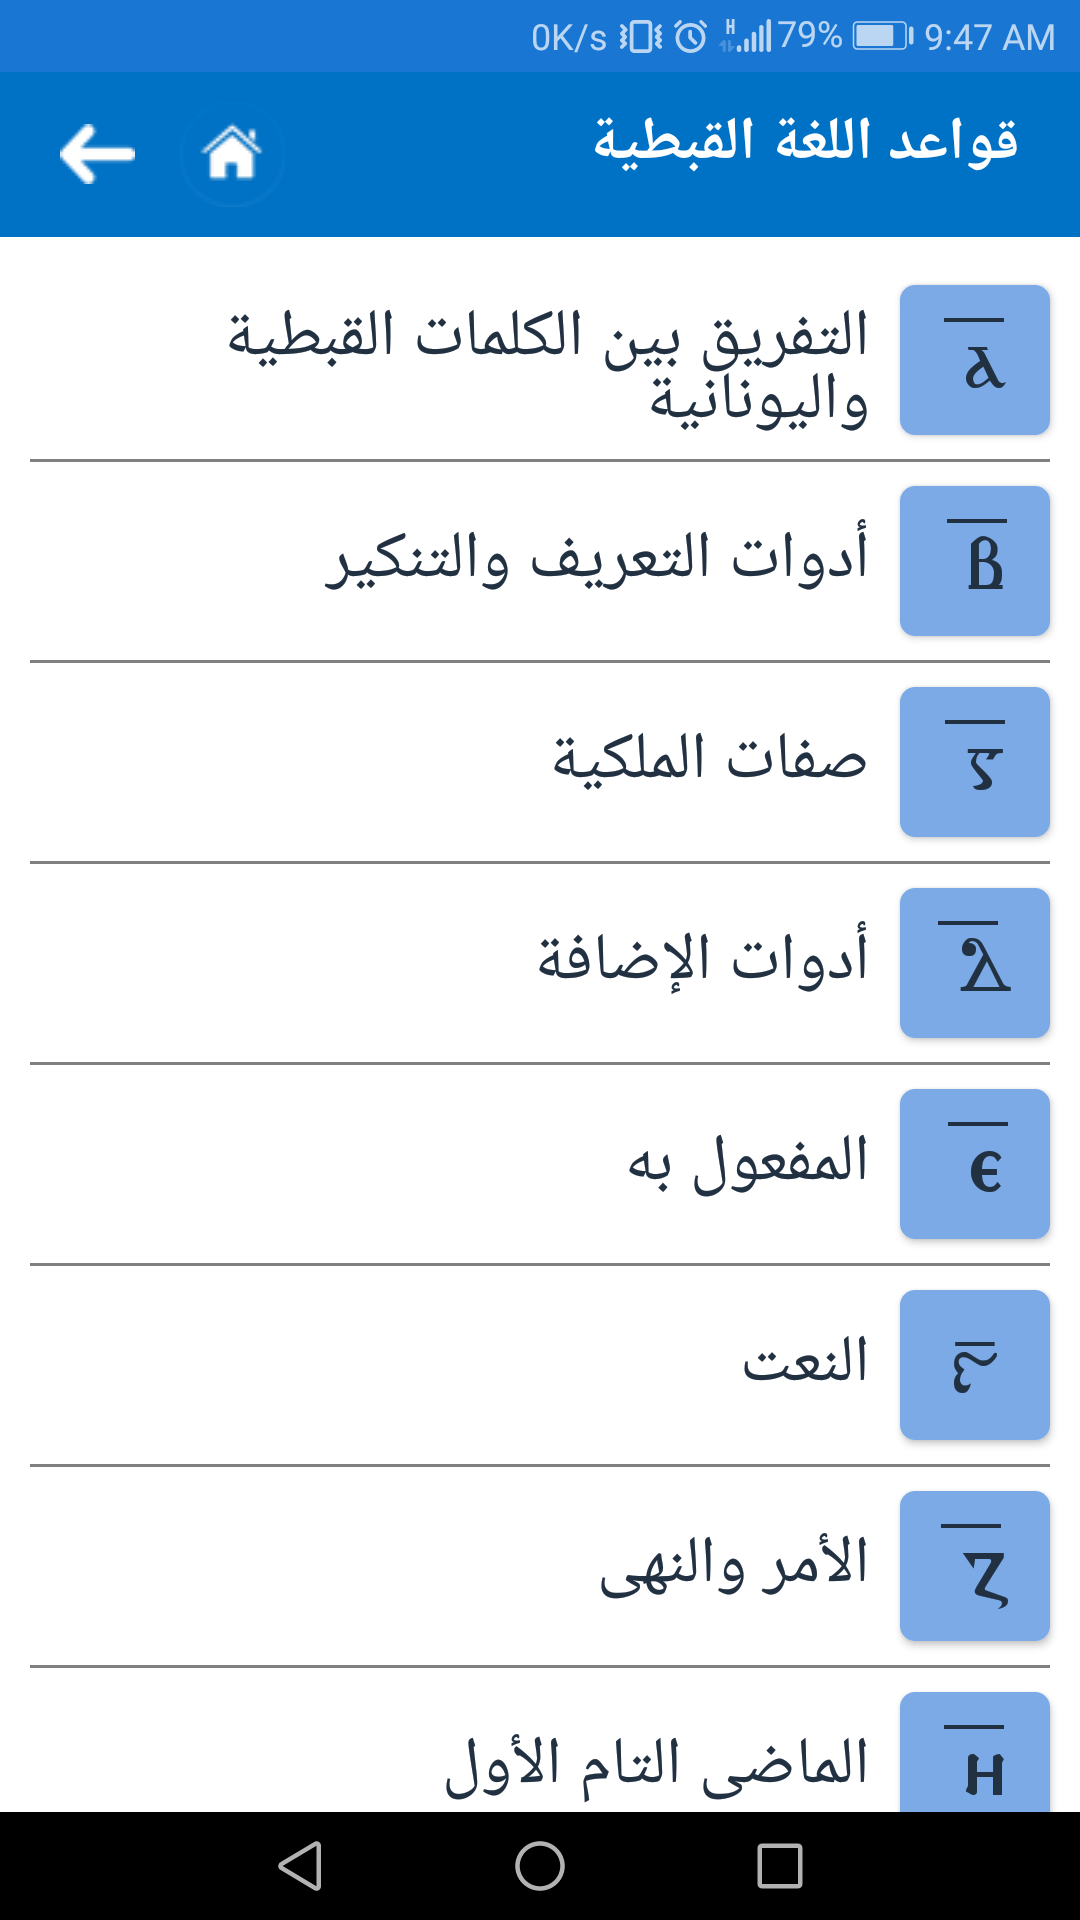 0K/s H 79% 9:47 AM
قواعد اللغة القبطية
ⲁ̅ التفريق بين الكلمات القبطية
واليونانية
ⲃ̅ أدوات التعريف والتنكير
ⲅ̅ صفات الملكية
ⲇ̅ أدوات الإضافة
ⲉ̅ المفعول به
ⲋ̅ النعت
ⲍ̅ الأمر والنهى
ⲏ̅ الماضى التام الأول